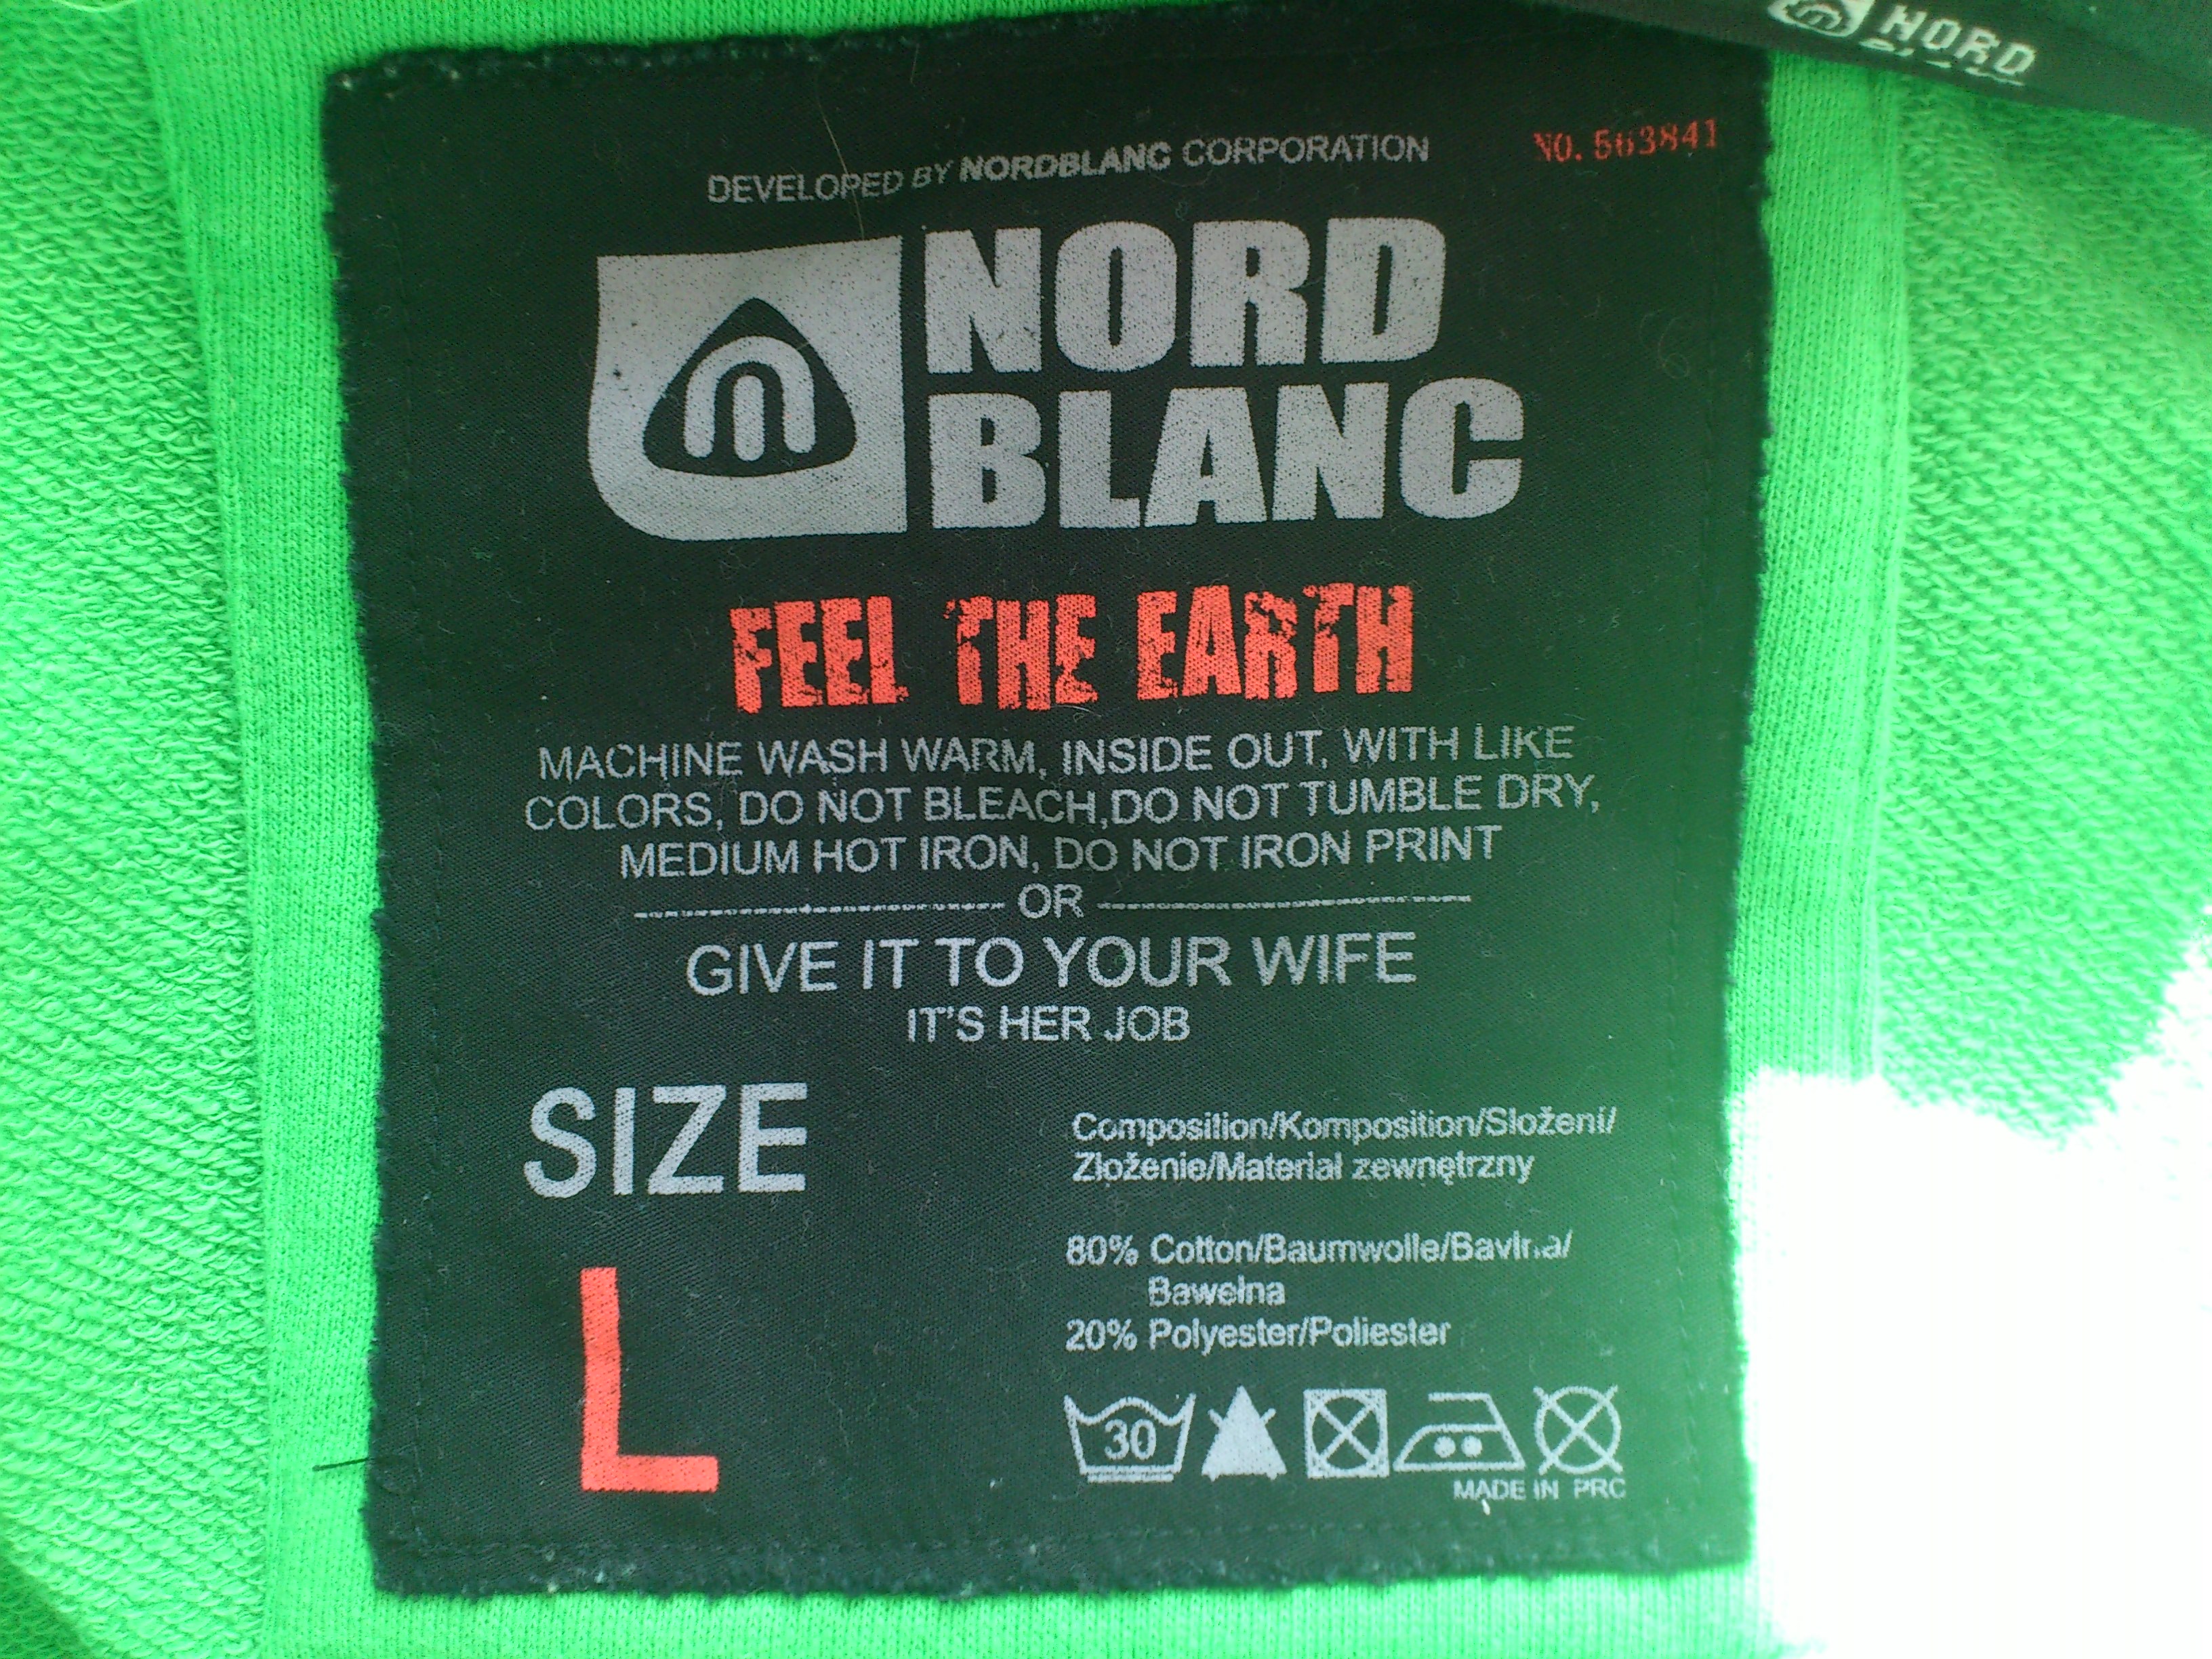 NORD
DEVELOPED BY NORDBLANC CORPORATION
NO. 563841
NORD
BLANC
FEEL THE EARTH
MACHINE WASH WARM, INSIDE OUT, WITH LIKE
COLORS, DO NOT BLEACH,DO NOT TUMBLE DRY,
MEDIUM HOT IRON, DO NOT IRON PRINT
OR
GIVE IT TO YOUR WIFE
IT'S HER JOB
SIZE
L
Composition/Komposition/Složení/
Zloženie/Materiał zewnętrzny
80% Cotton/Baumwolle/Bavlna/
Bawełna
20% Polyester/Poliester
30
MADE IN PRC